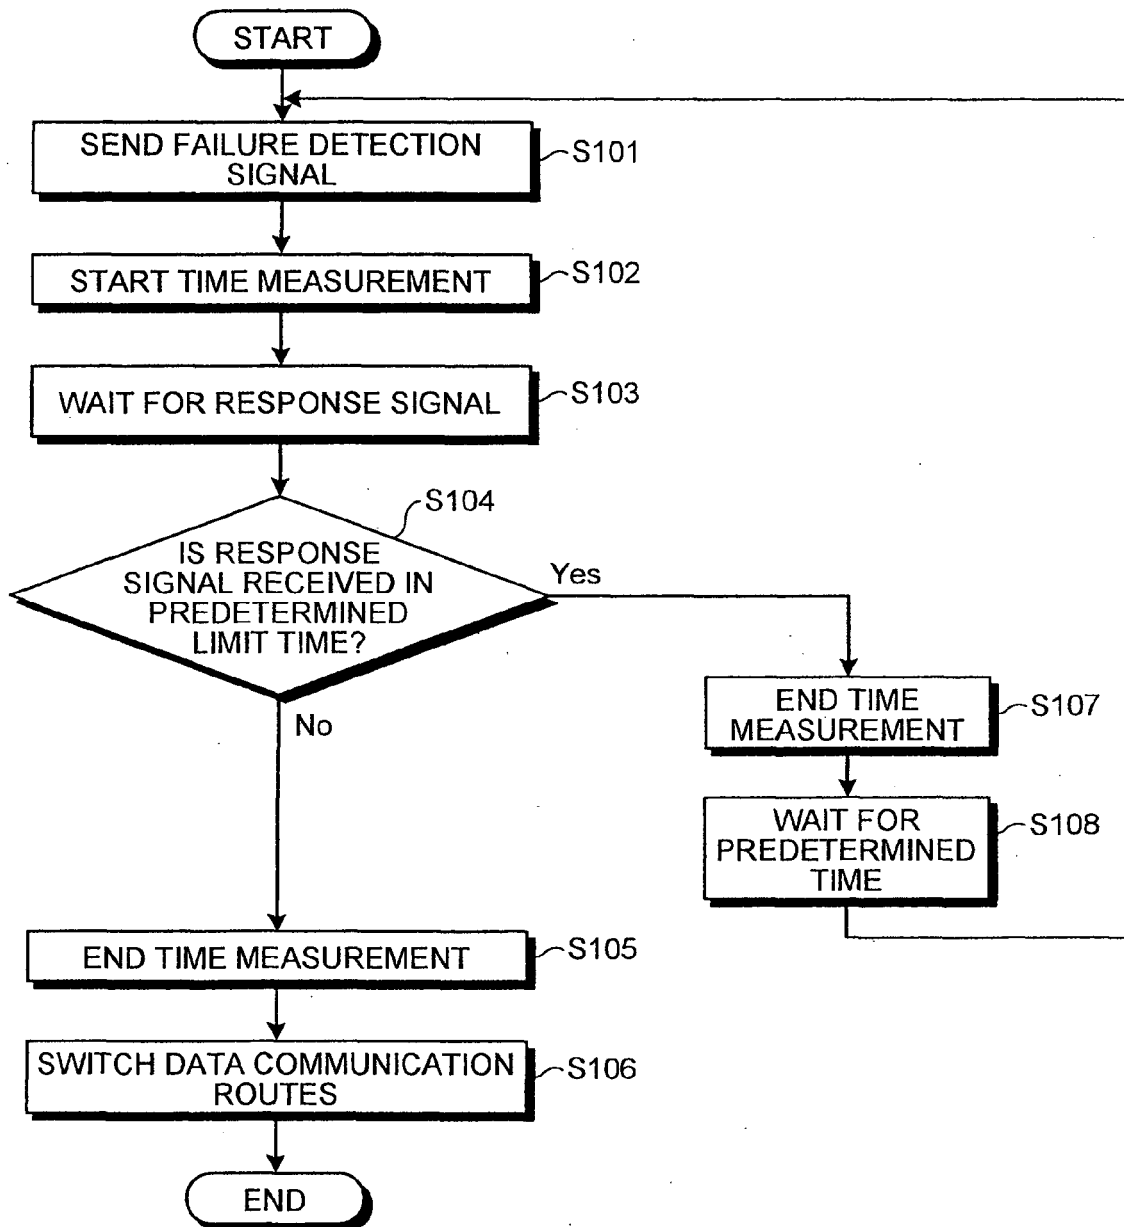 START
SEND FAILURE DETECTION
SIGNAL
S101
START TIME MEASUREMENT
S102
WAIT FOR RESPONSE SIGNAL
S103
S104
IS RESPONSE
SIGNAL RECEIVED IN
PREDETERMINED
LIMIT TIME?
Yes
No
END TIME
MEASUREMENT
S107
WAIT FOR
PREDETERMINED
TIME
S108
END TIME MEASUREMENT
S105
SWITCH DATA COMMUNICATION
ROUTES
S106
END